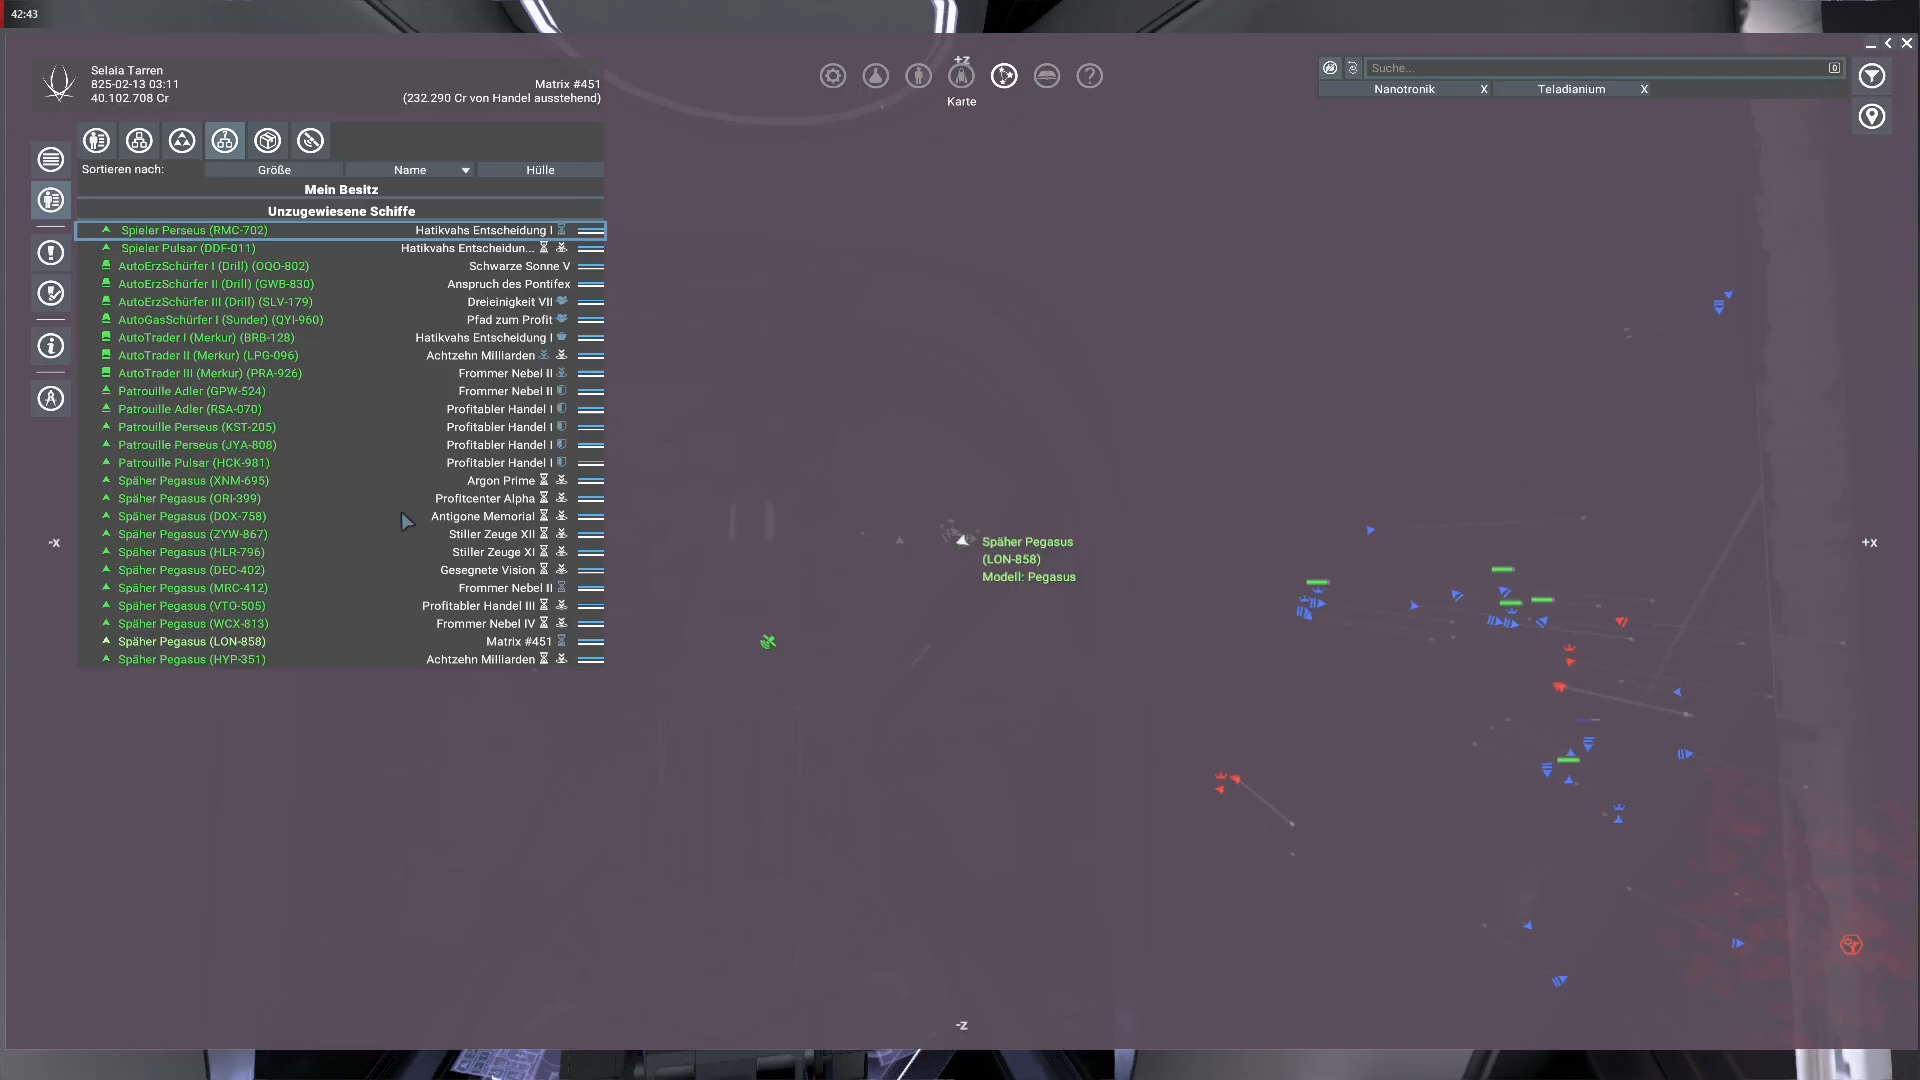 42:43
Selaia Tarren
825-02-13 03:11
Matrix #451
40.102.708 Cr
(232.290 Cr von Handel ausstehend)
+Z
Karte
Suche...
0
Nanotronik X
Teladianium X
Sortieren nach:
Größe
Name
Hülle
Mein Besitz
Unzugewiesene Schiffe
Spieler Perseus (RMC-702) Hatikvahs Entscheidung I
Spieler Pulsar (DDF-011) Hatikvahs Entscheidun...
AutoErzSchürfer I (Drill) (OQO-802) Schwarze Sonne V
AutoErzSchürfer II (Drill) (GWB-830) Anspruch des Pontifex
AutoErzSchürfer III (Drill) (SLV-179) Dreieinigkeit VII
AutoGasSchürfer I (Sunder) (QYI-960) Pfad zum Profit
AutoTrader I (Merkur) (BRB-128) Hatikvahs Entscheidung I
AutoTrader II (Merkur) (LPG-096) Achtzehn Milliarden
AutoTrader III (Merkur) (PRA-926) Frommer Nebel II
Patrouille Adler (GPW-524) Frommer Nebel II
Patrouille Adler (RSA-070) Profitabler Handel I
Patrouille Perseus (KST-205) Profitabler Handel I
Patrouille Perseus (JYA-808) Profitabler Handel I
Patrouille Pulsar (HCK-981) Profitabler Handel I
Späher Pegasus (XNM-695) Argon Prime
Späher Pegasus (ORI-399) Profitcenter Alpha
Späher Pegasus (DOX-758) Antigone Memorial
Späher Pegasus (ZYW-867) Stiller Zeuge XII
Späher Pegasus (HLR-796) Stiller Zeuge XI
Späher Pegasus (DEC-402) Gesegnete Vision
Späher Pegasus (MRC-412) Frommer Nebel II
Späher Pegasus (VTO-505) Profitabler Handel III
Späher Pegasus (WCX-813) Frommer Nebel IV
Späher Pegasus (LON-858) Matrix #451
Späher Pegasus (HYP-351) Achtzehn Milliarden
-X
Späher Pegasus
(LON-858)
Modell: Pegasus
+X
-Z